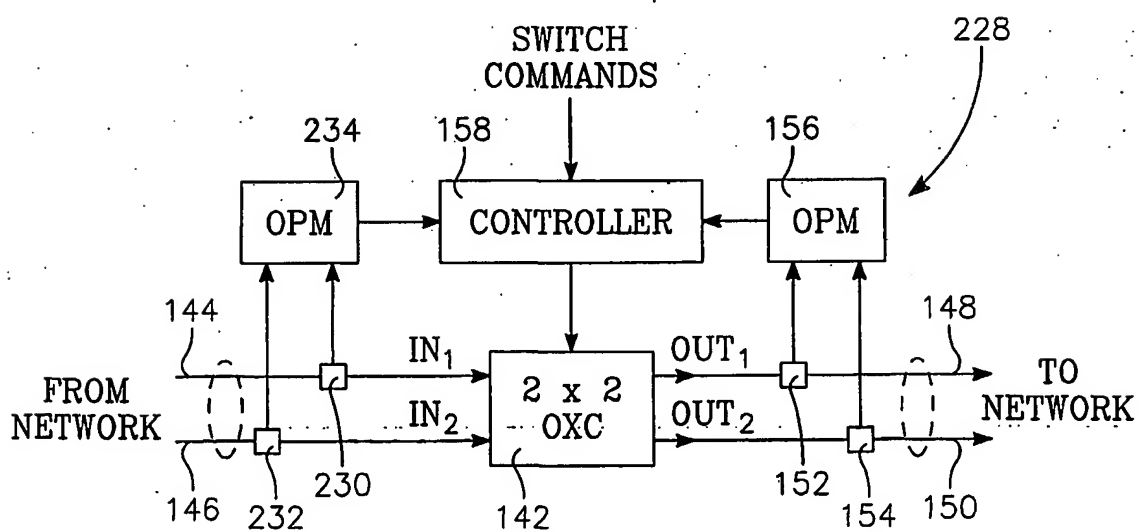 SWITCH
COMMANDS
228
234
158
156
OPM
CONTROLLER
OPM
144
148
IN1
OUT1
FROM
NETWORK
2 x 2
OXC
TO
NETWORK
IN2
OUT2
146
232
230
142
152
154
150